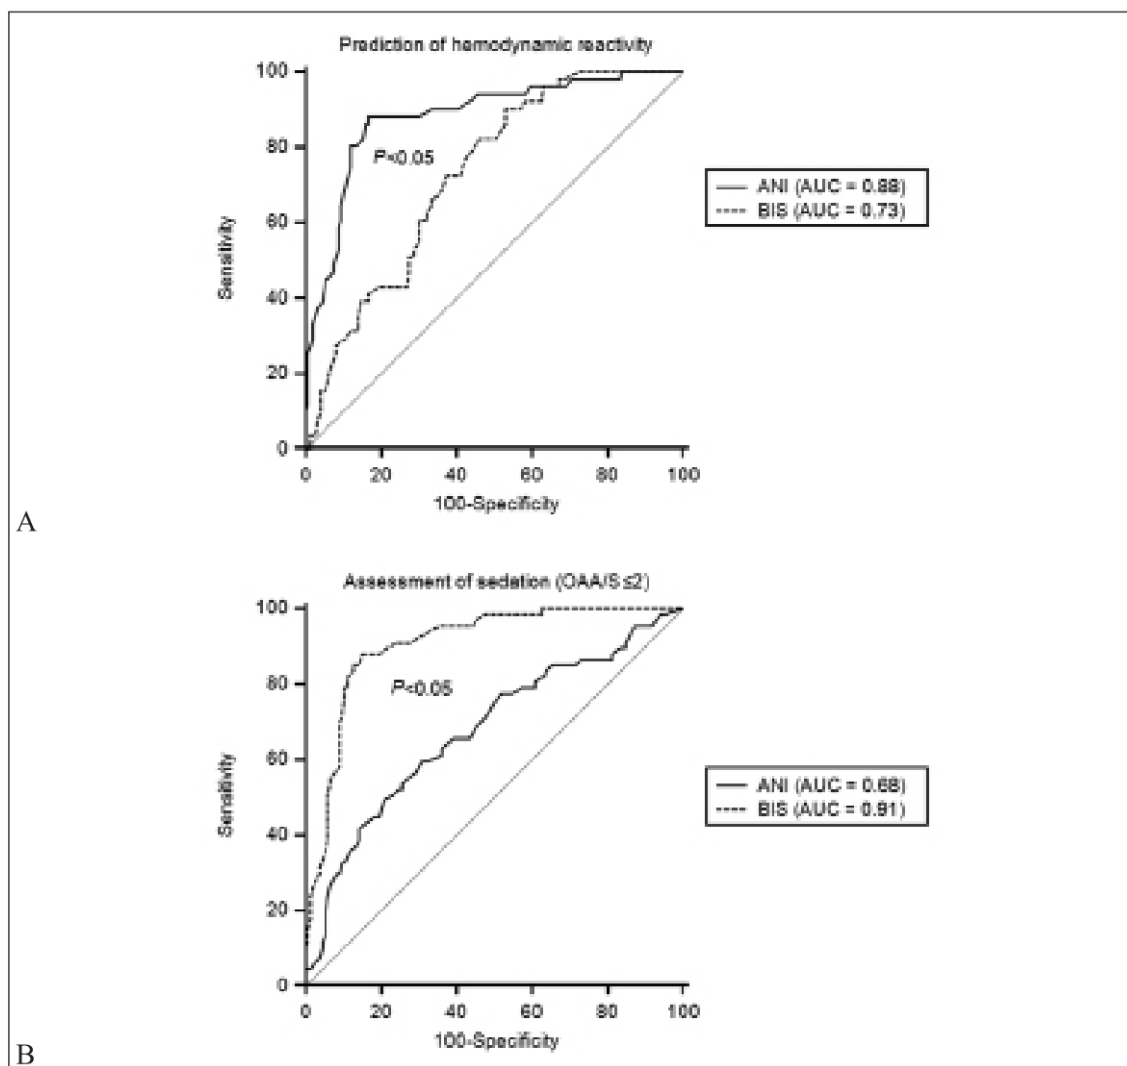 Prediction of hemodynamic reactivity
100
80
60
40
20
0
Sensitivity
P<0.05
ANI (AUC = 0.88)
BIS (AUC = 0.73)
0 20 40 60 80 100
100-Specificity
A
Assessment of sedation (OAA/S ≤2)
100
80
60
40
20
0
Sensitivity
P<0.05
ANI (AUC = 0.68)
BIS (AUC = 0.91)
0 20 40 60 80 100
100-Specificity
B